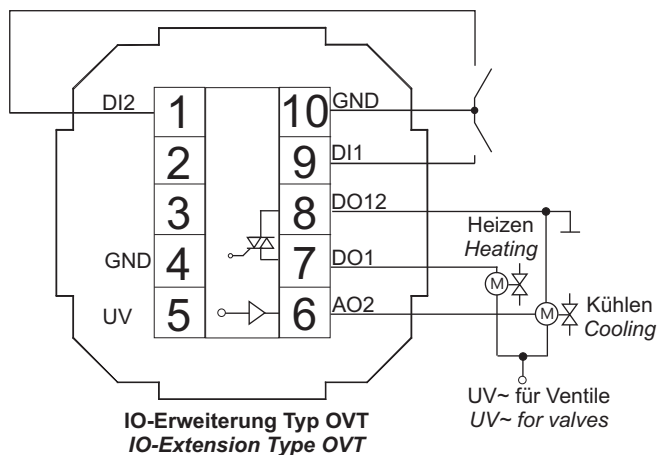 DI2
1
10
GND
2
9
DI1
3
8
DO12
GND
4
7
DO1
UV
5
6
AO2
Heizen
Heating
M
M
Kühlen
Cooling
UV~ für Ventile
UV~ for valves
IO-Erweiterung Typ OVT
IO-Extension Type OVT